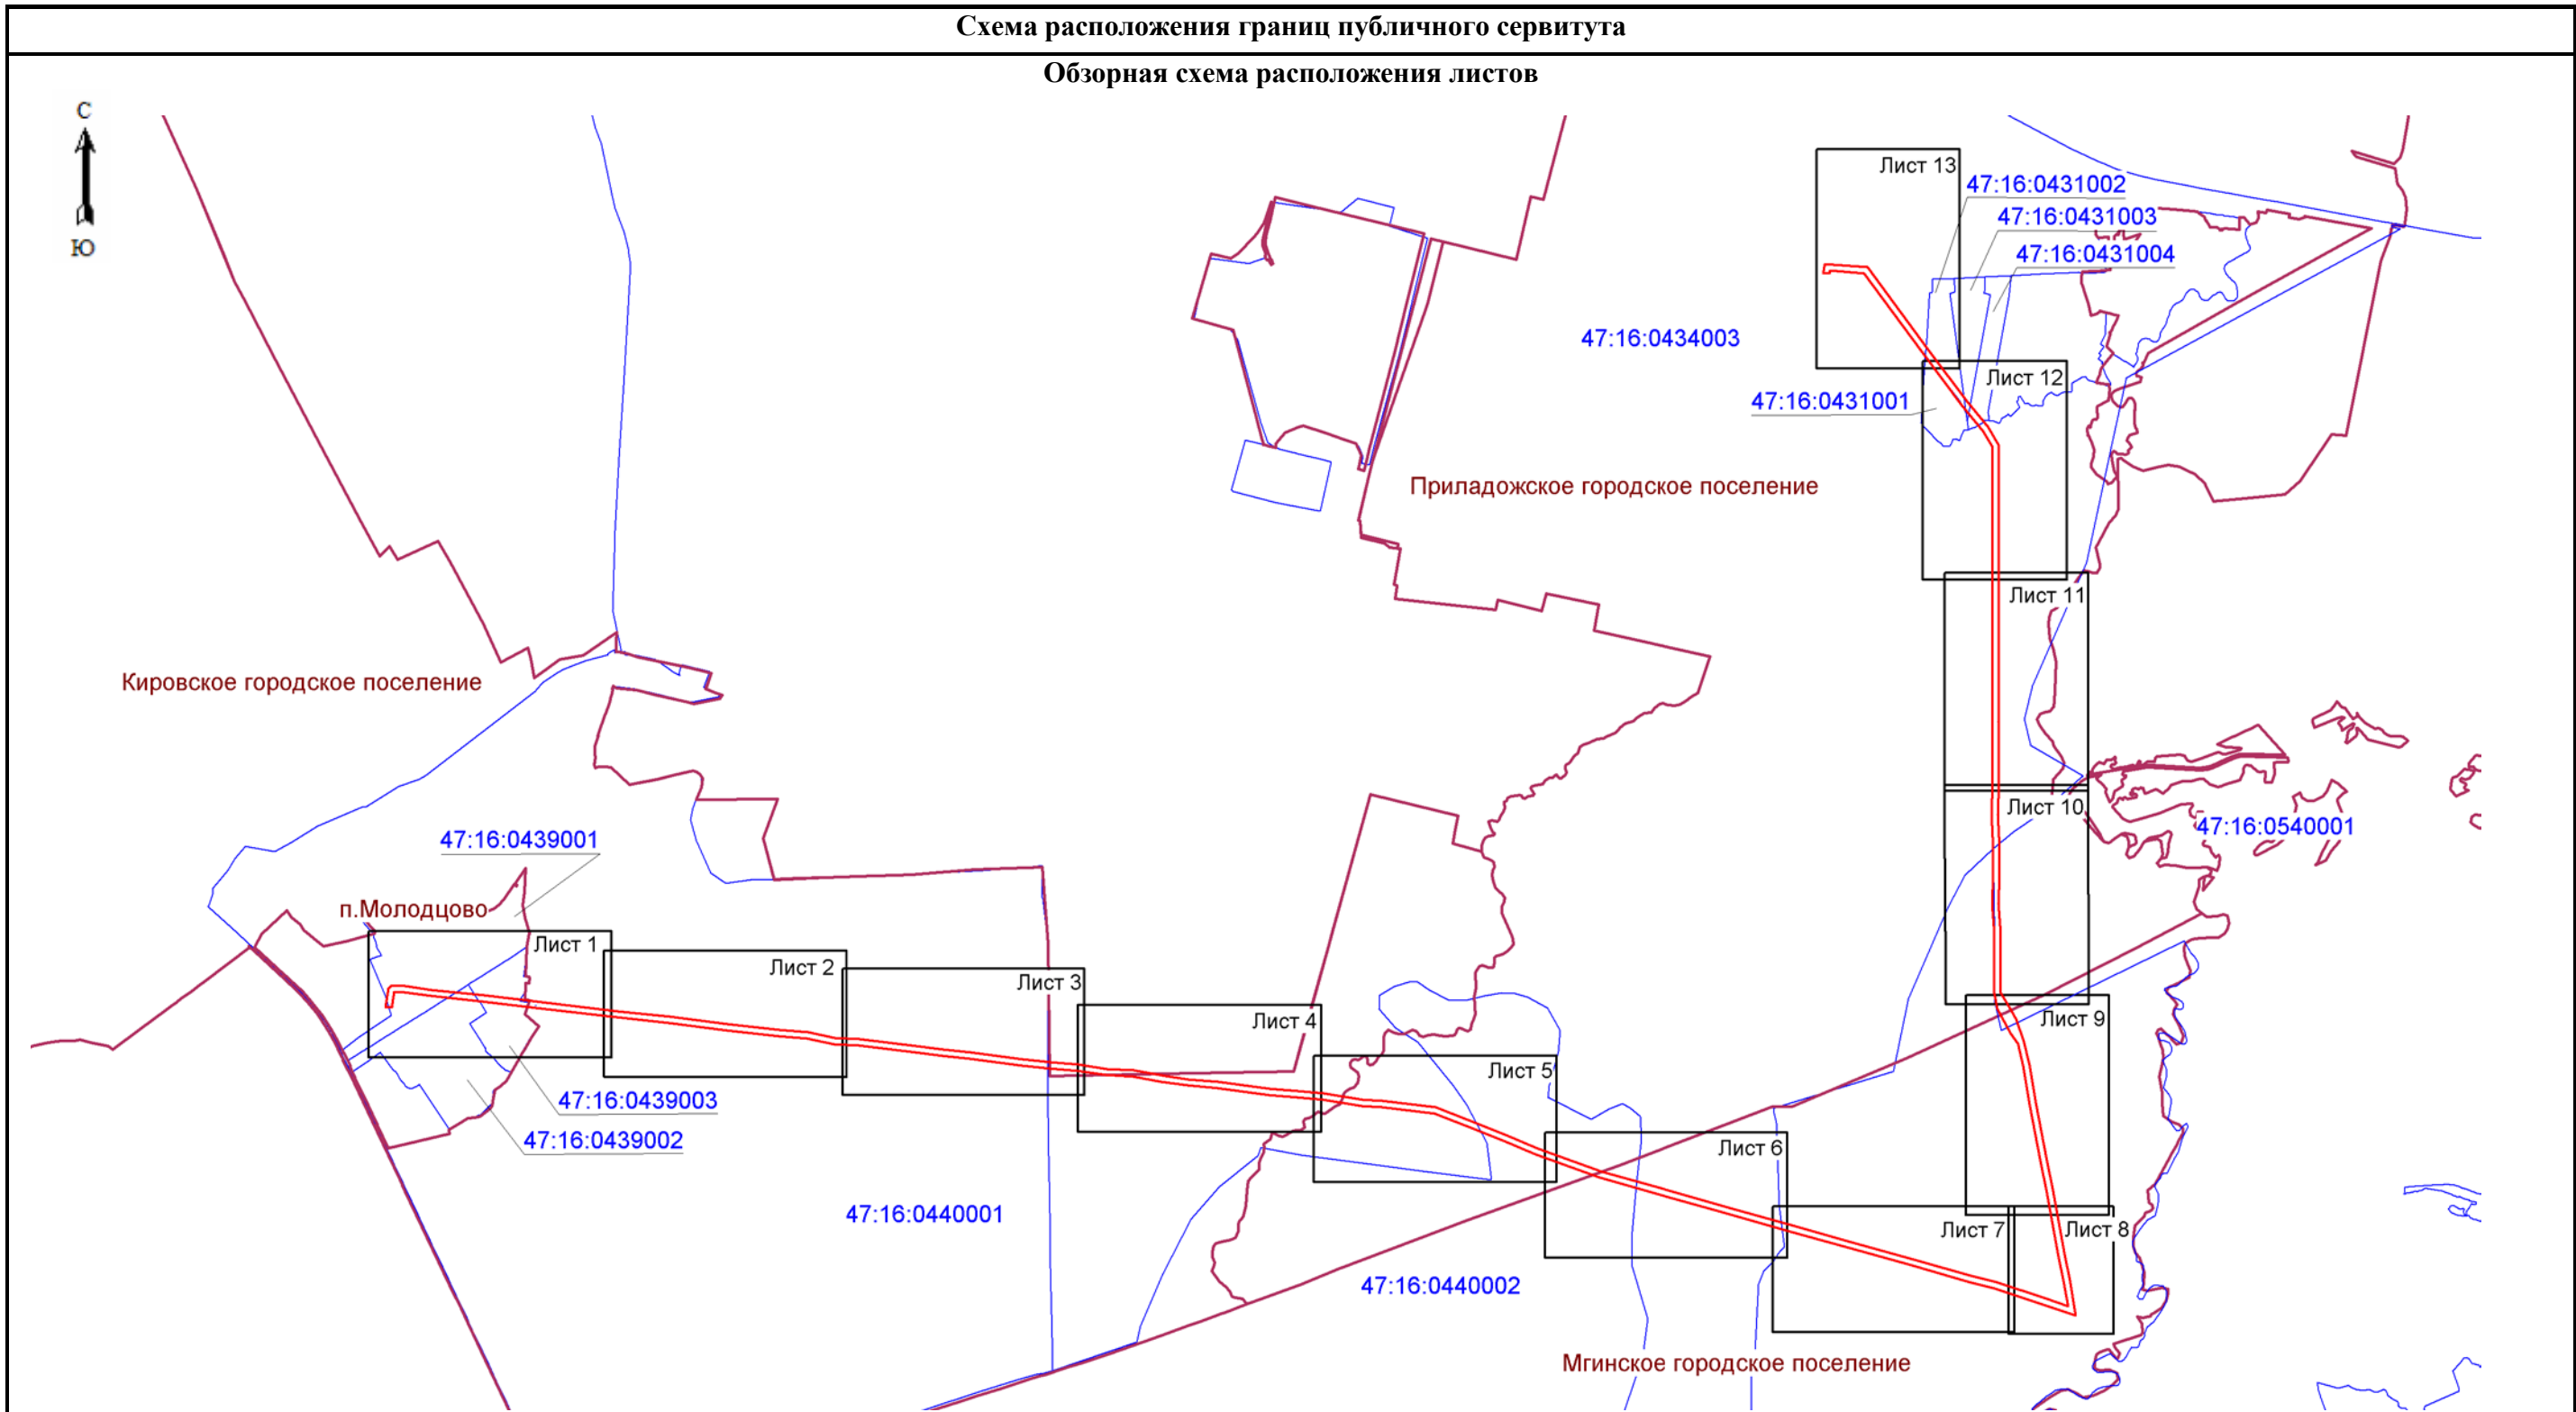 Схема расположения границ публичного сервитута
Обзорная схема расположения листов
С
Ю
Лист 13
47:16:0431002
47:16:0431003
47:16:0431004
47:16:0434003
Лист 12
47:16:0431001
Приладожское городское поселение
Лист 11
Кировское городское поселение
Лист 10
47:16:0540001
47:16:0439001
п.Молодцово
Лист 1
Лист 2
Лист 3
Лист 4
Лист 9
Лист 5
47:16:0439003
47:16:0439002
Лист 6
47:16:0440001
Лист 7
Лист 8
47:16:0440002
Мгинское городское поселение